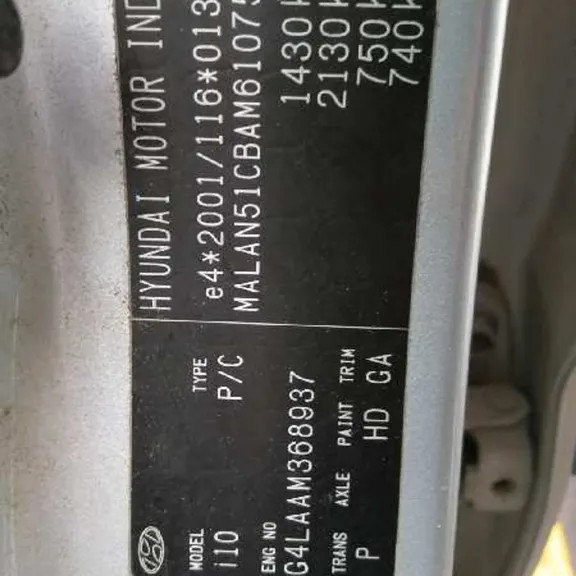 HYUNDAI MOTOR IND
e4*2001/116*013
MALAN51CBAM61075
1430
2130
750
740
MODEL TYPE
i10 P/C
ENG NO
G4LAAM368937
TRANS AXLE PAINT TRIM
P HD GA